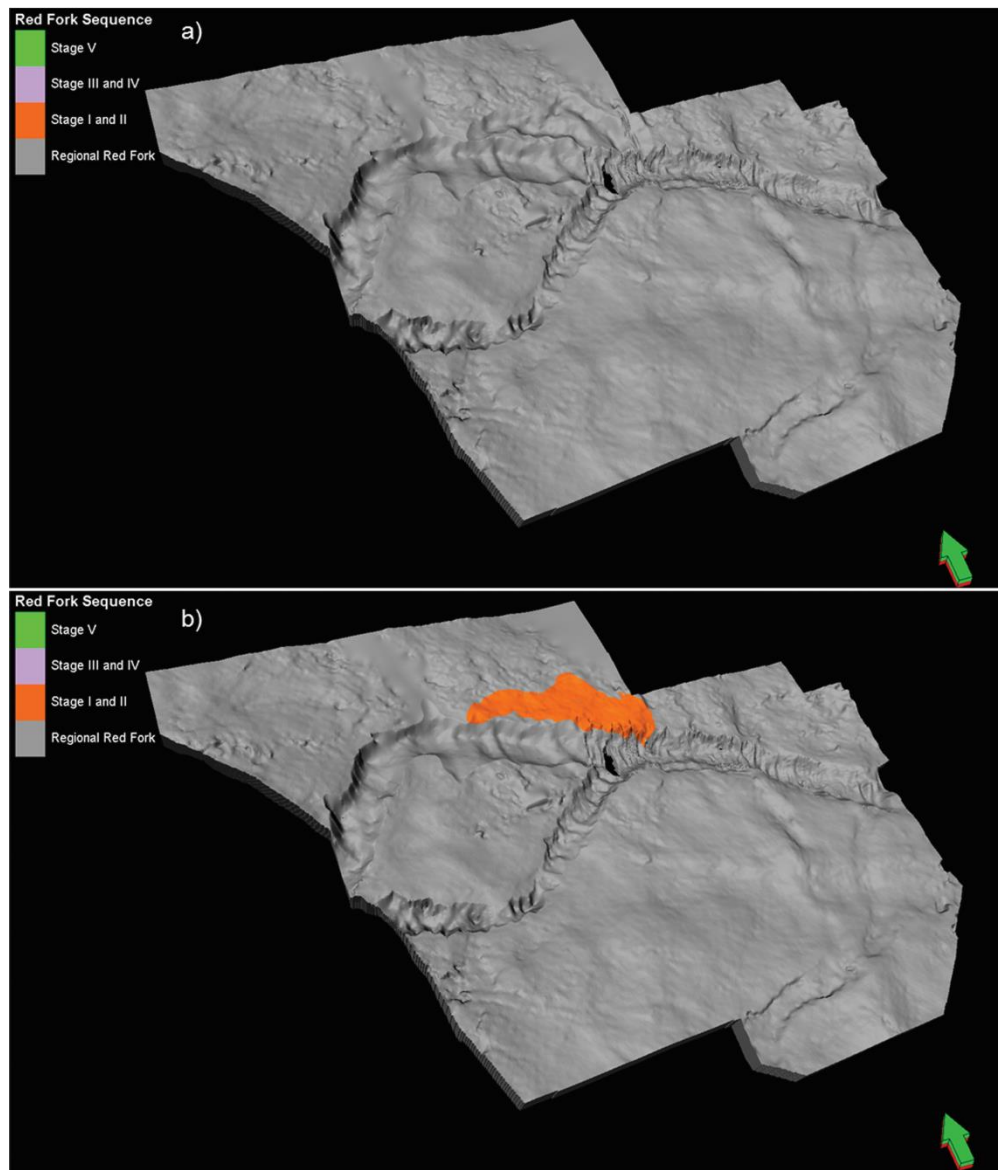 Red Fork Sequence
a)
Stage V
Stage III and IV
Stage I and II
Regional Red Fork
Red Fork Sequence
b)
Stage V
Stage III and IV
Stage I and II
Regional Red Fork